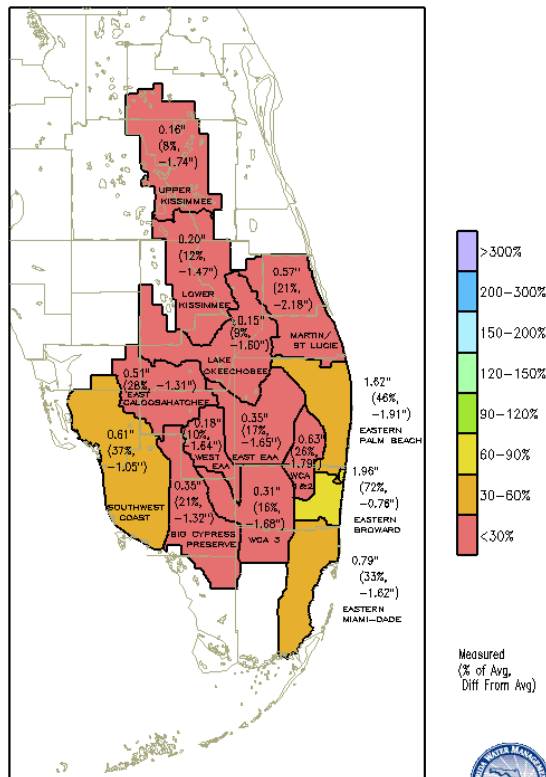 0.16"
(8%,
-1.74")
UPPER
KISSIMMEE
0.20"
(12%,
-1.47")
LOWER
KISSIMMEE
0.57"
(21%,
-2.18")
MARTIN/
ST LUCIE
0.15"
(9%,
-1.60")
LAKE
OKEECHOBEE
0.51"
(28%, -1.31")
EAST
CALOOSAHATCHEE
0.61"
(37%,
-1.05")
SOUTHWEST
COAST
0.18"
(10%,
-1.64")
WEST
EAA
0.35"
(17%,
-1.65")
EAST EAA
0.63"
(26%,
-1.79")
WCA
1&2
0.35"
(21%,
-1.32")
BIG CYPRESS
PRESERVE
0.31"
(16%,
-1.68")
WCA 3
1.62"
(46%,
-1.91")
EASTERN
PALM BEACH
1.96"
(72%,
-0.76")
EASTERN
BROWARD
0.79"
(33%,
-1.62")
EASTERN
MIAMI-DADE
>300%
200-300%
150-200%
120-150%
90-120%
60-90%
30-60%
<30%
Measured
(% of Avg,
Diff From Avg)
WATER